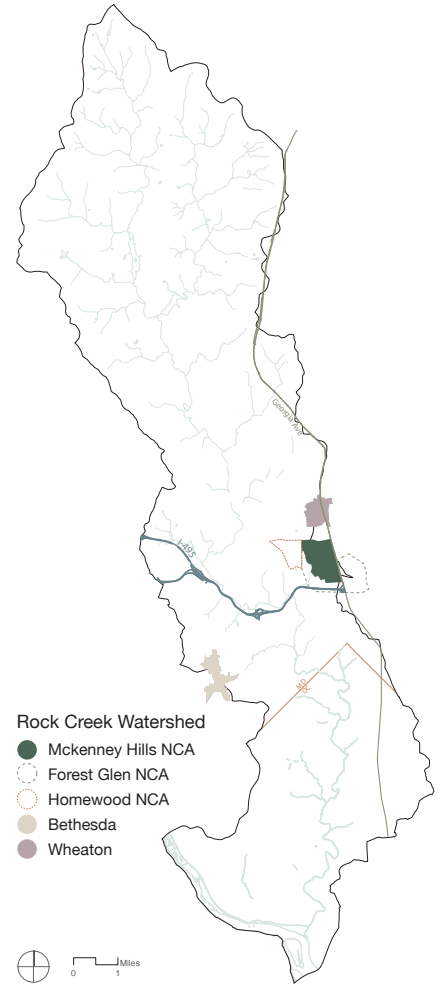 Georgia Ave
I-495
MD
DC
Rock Creek Watershed
Mckenney Hills NCA
Forest Glen NCA
Homewood NCA
Bethesda
Wheaton
Miles
0 1